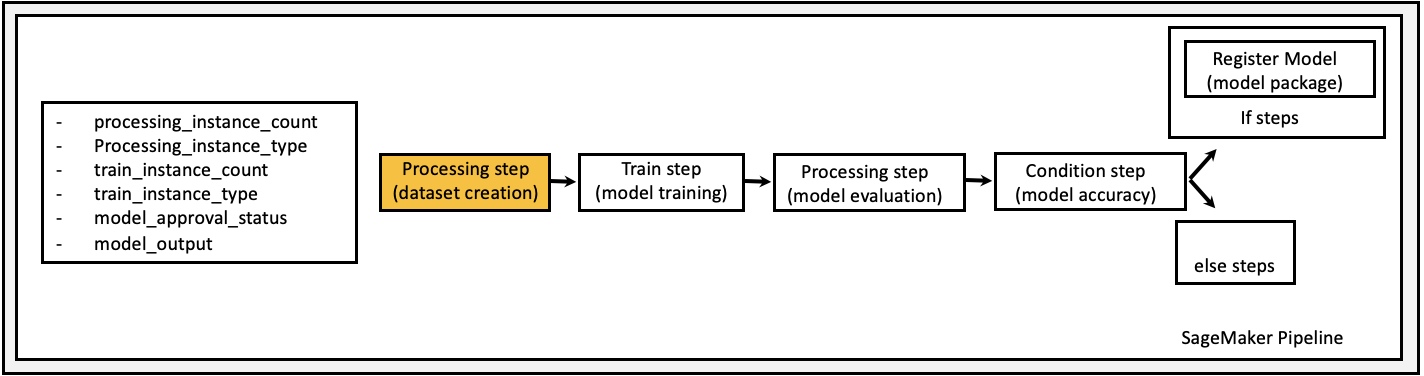 - processing_instance_count
- Processing_instance_type
- train_instance_count
- train_instance_type
- model_approval_status
- model_output
Processing step
(dataset creation)
Train step
(model training)
Processing step
(model evaluation)
Condition step
(model accuracy)
Register Model
(model package)
If steps
else steps
SageMaker Pipeline